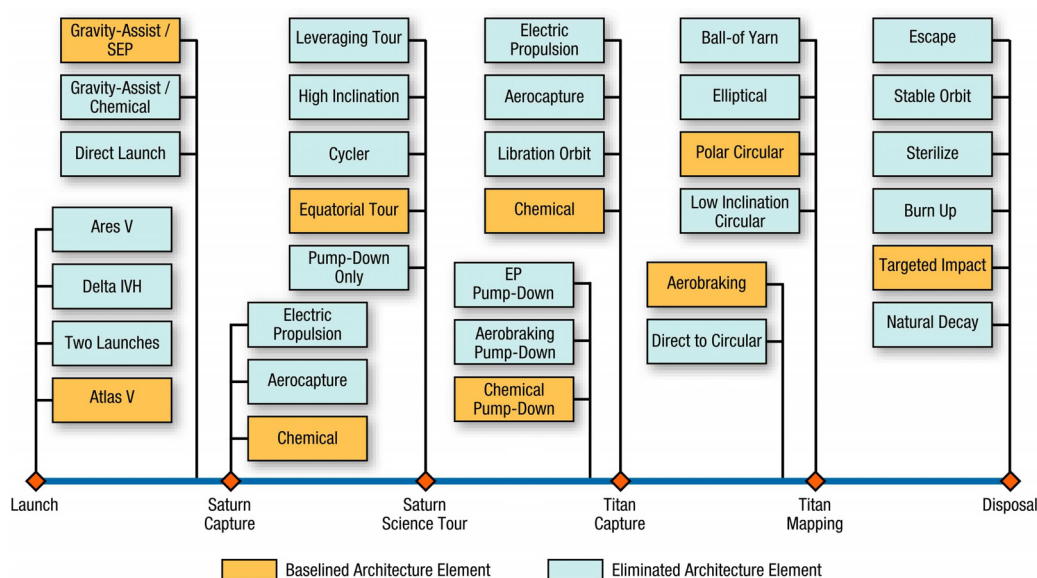 Gravity-Assist /
SEP
Gravity-Assist /
Chemical
Direct Launch
Ares V
Delta IVH
Two Launches
Atlas V
Leveraging Tour
High Inclination
Cycler
Equatorial Tour
Pump-Down
Only
Electric
Propulsion
Aerocapture
Chemical
Electric
Propulsion
Aerocapture
Libration Orbit
Chemical
EP
Pump-Down
Aerobraking
Pump-Down
Chemical
Pump-Down
Ball-of Yarn
Elliptical
Polar Circular
Low Inclination
Circular
Aerobraking
Direct to Circular
Escape
Stable Orbit
Sterilize
Burn Up
Targeted Impact
Natural Decay
Launch
Saturn
Capture
Saturn
Science Tour
Titan
Capture
Titan
Mapping
Disposal
Baselined Architecture Element
Eliminated Architecture Element